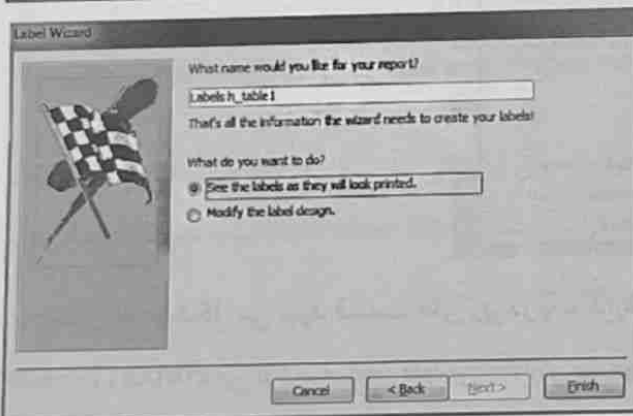 Label Wizard
What name would you like for your report?
Labels h_table1
That's all the information the wizard needs to create your labels!
What do you want to do?
See the labels as they will look printed.
Modify the label design.
Cancel
< Back
Next >
Finish